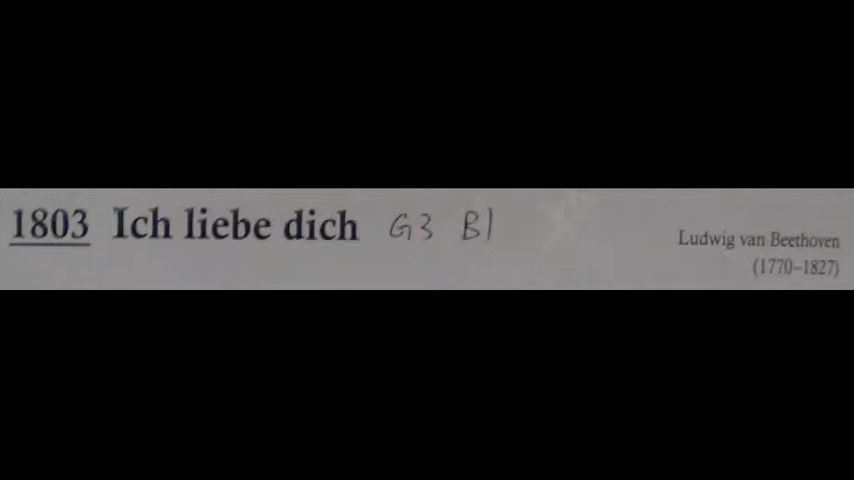 1803 Ich liebe dich G3 B1
Ludwig van Beethoven
(1770–1827)